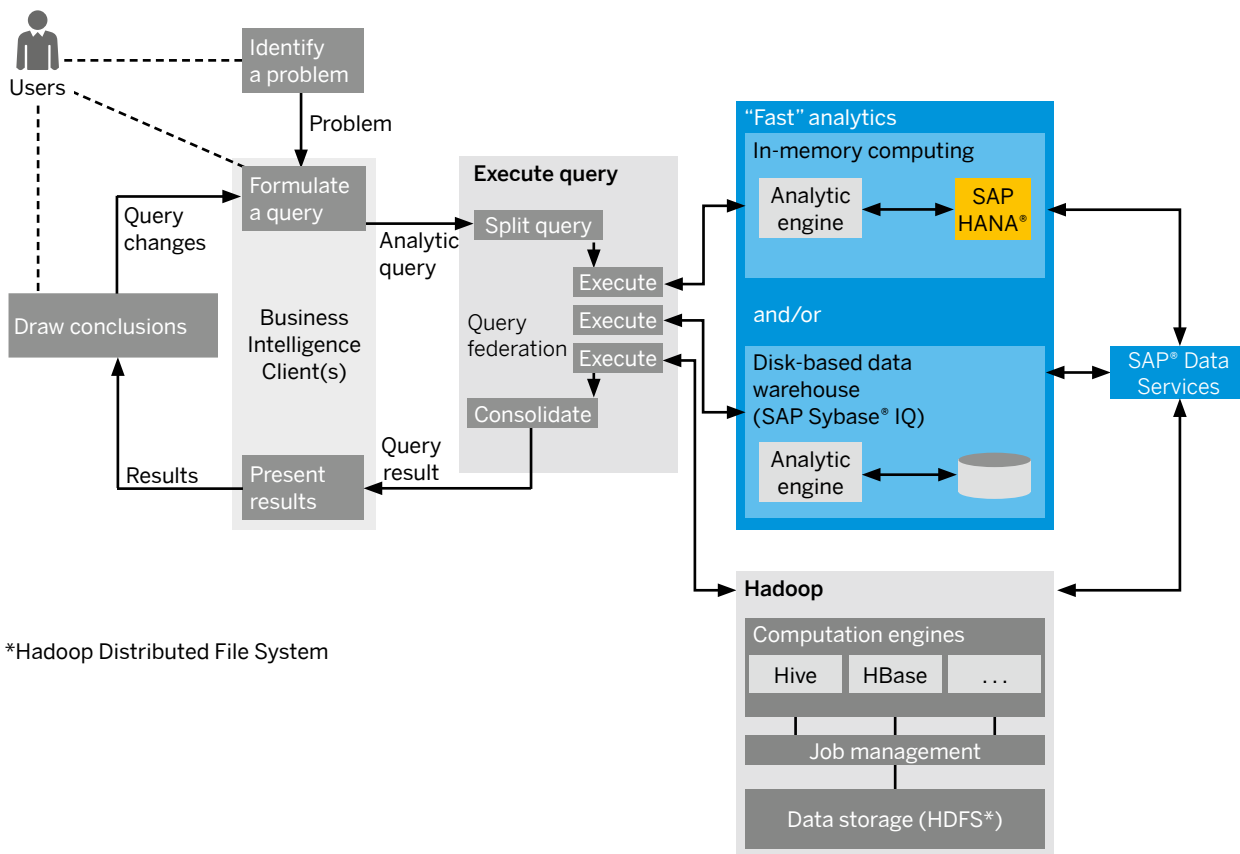 Users
Identify
a problem
Problem
Formulate
a query
Query
changes
Analytic
query
Draw conclusions
Business
Intelligence
Client(s)
Results
Present
results
Query
result
Execute query
Split query
Execute
Execute
Execute
Query
federation
Consolidate
“Fast” analytics
In-memory computing
Analytic
engine
SAP
HANA®
and/or
Disk-based data
warehouse
(SAP Sybase® IQ)
Analytic
engine
SAP® Data
Services
Hadoop
Computation engines
Hive
HBase
...
Job management
Data storage (HDFS*)
*Hadoop Distributed File System